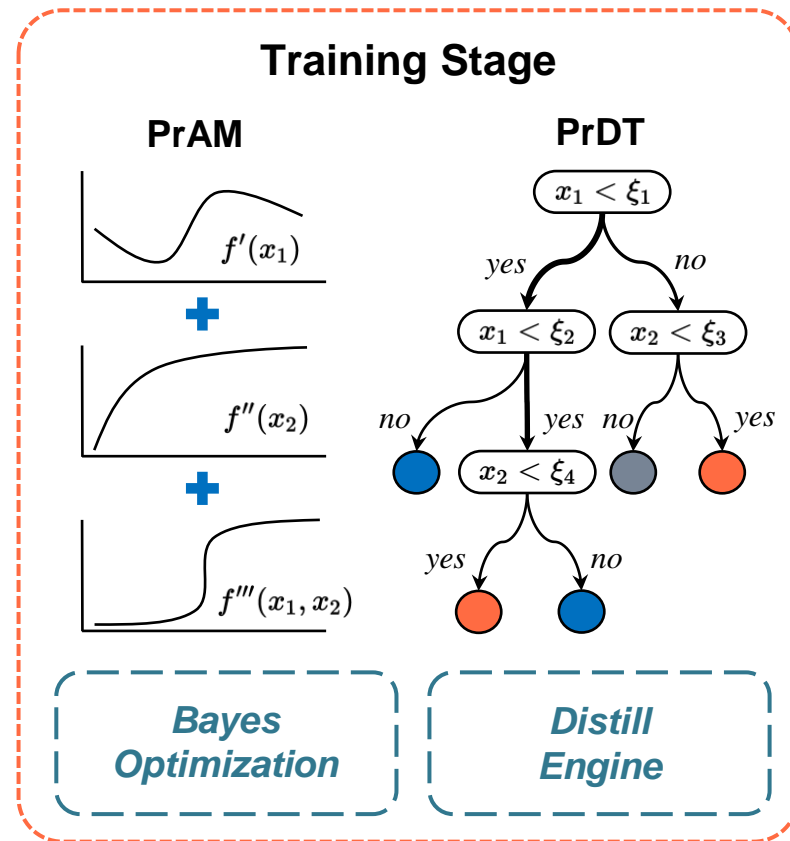 Training Stage
PrAM
PrDT
f'(x₁)
f''(x₂)
f'''(x₁, x₂)
x₁ < ξ₁
yes
no
x₁ < ξ₂
x₂ < ξ₃
no
yes
no
yes
x₂ < ξ₄
yes
no
Bayes
Optimization
Distill
Engine